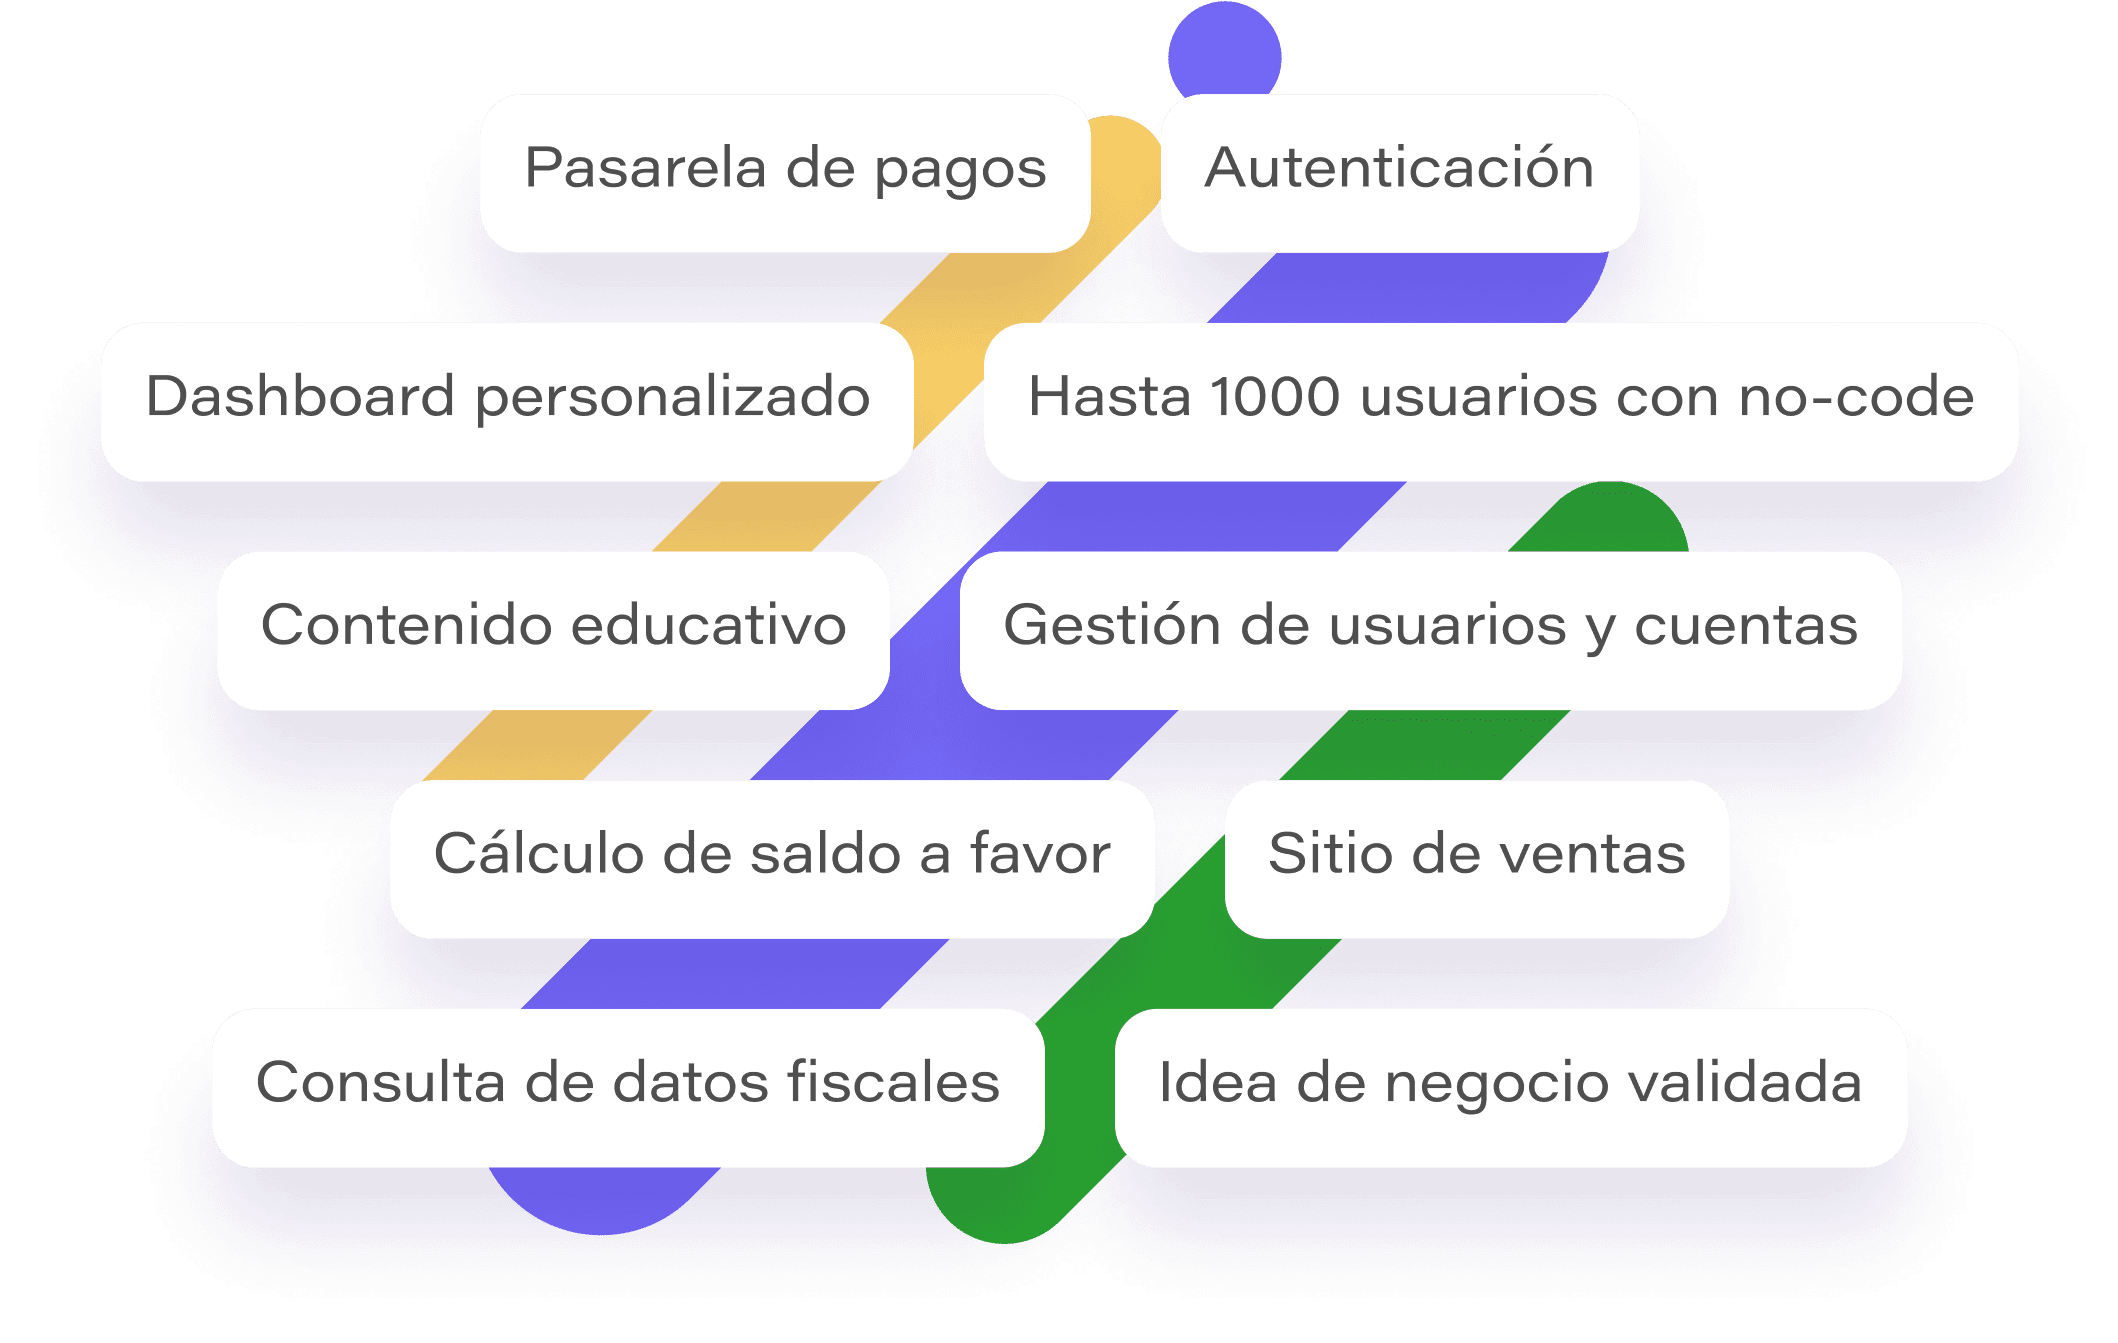 Pasarela de pagos
Autenticación
Dashboard personalizado
Hasta 1000 usuarios con no-code
Contenido educativo
Gestión de usuarios y cuentas
Cálculo de saldo a favor
Sitio de ventas
Consulta de datos fiscales
Idea de negocio validada